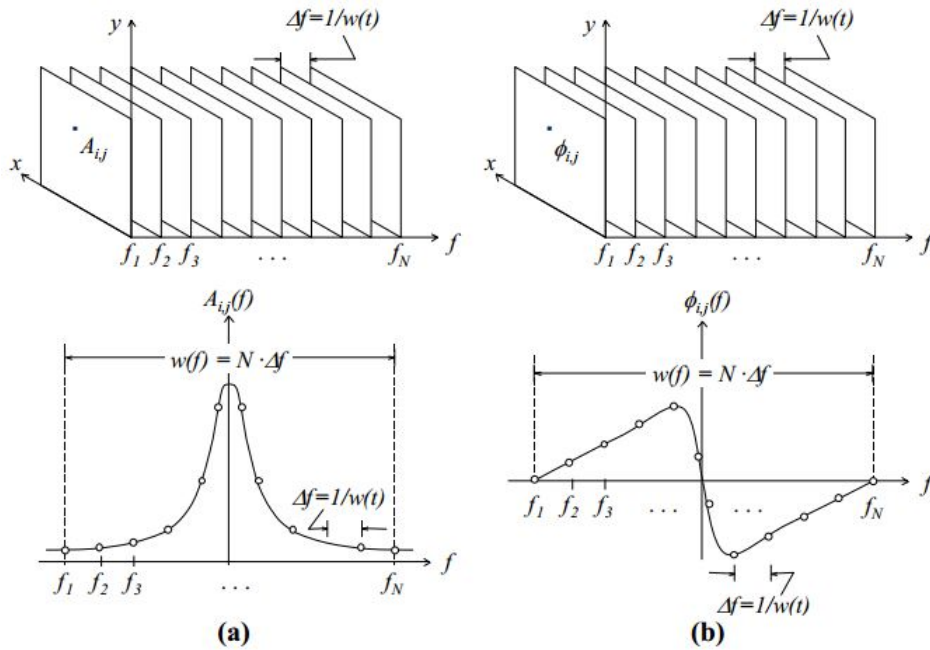 y
Δf=1/w(t)
A_{i,j}
x
f_1 f_2 f_3 . . . f_N
f
y
Δf=1/w(t)
ϕ_{i,j}
x
f_1 f_2 f_3 . . . f_N
f
A_{i,j}(f)
w(f) = N · Δf
Δf=1/w(t)
f
f_1 f_2 f_3 . . . f_N
(a)
ϕ_{i,j}(f)
w(f) = N · Δf
f
f_1 f_2 f_3 . . . . . . f_N
Δf=1/w(t)
(b)